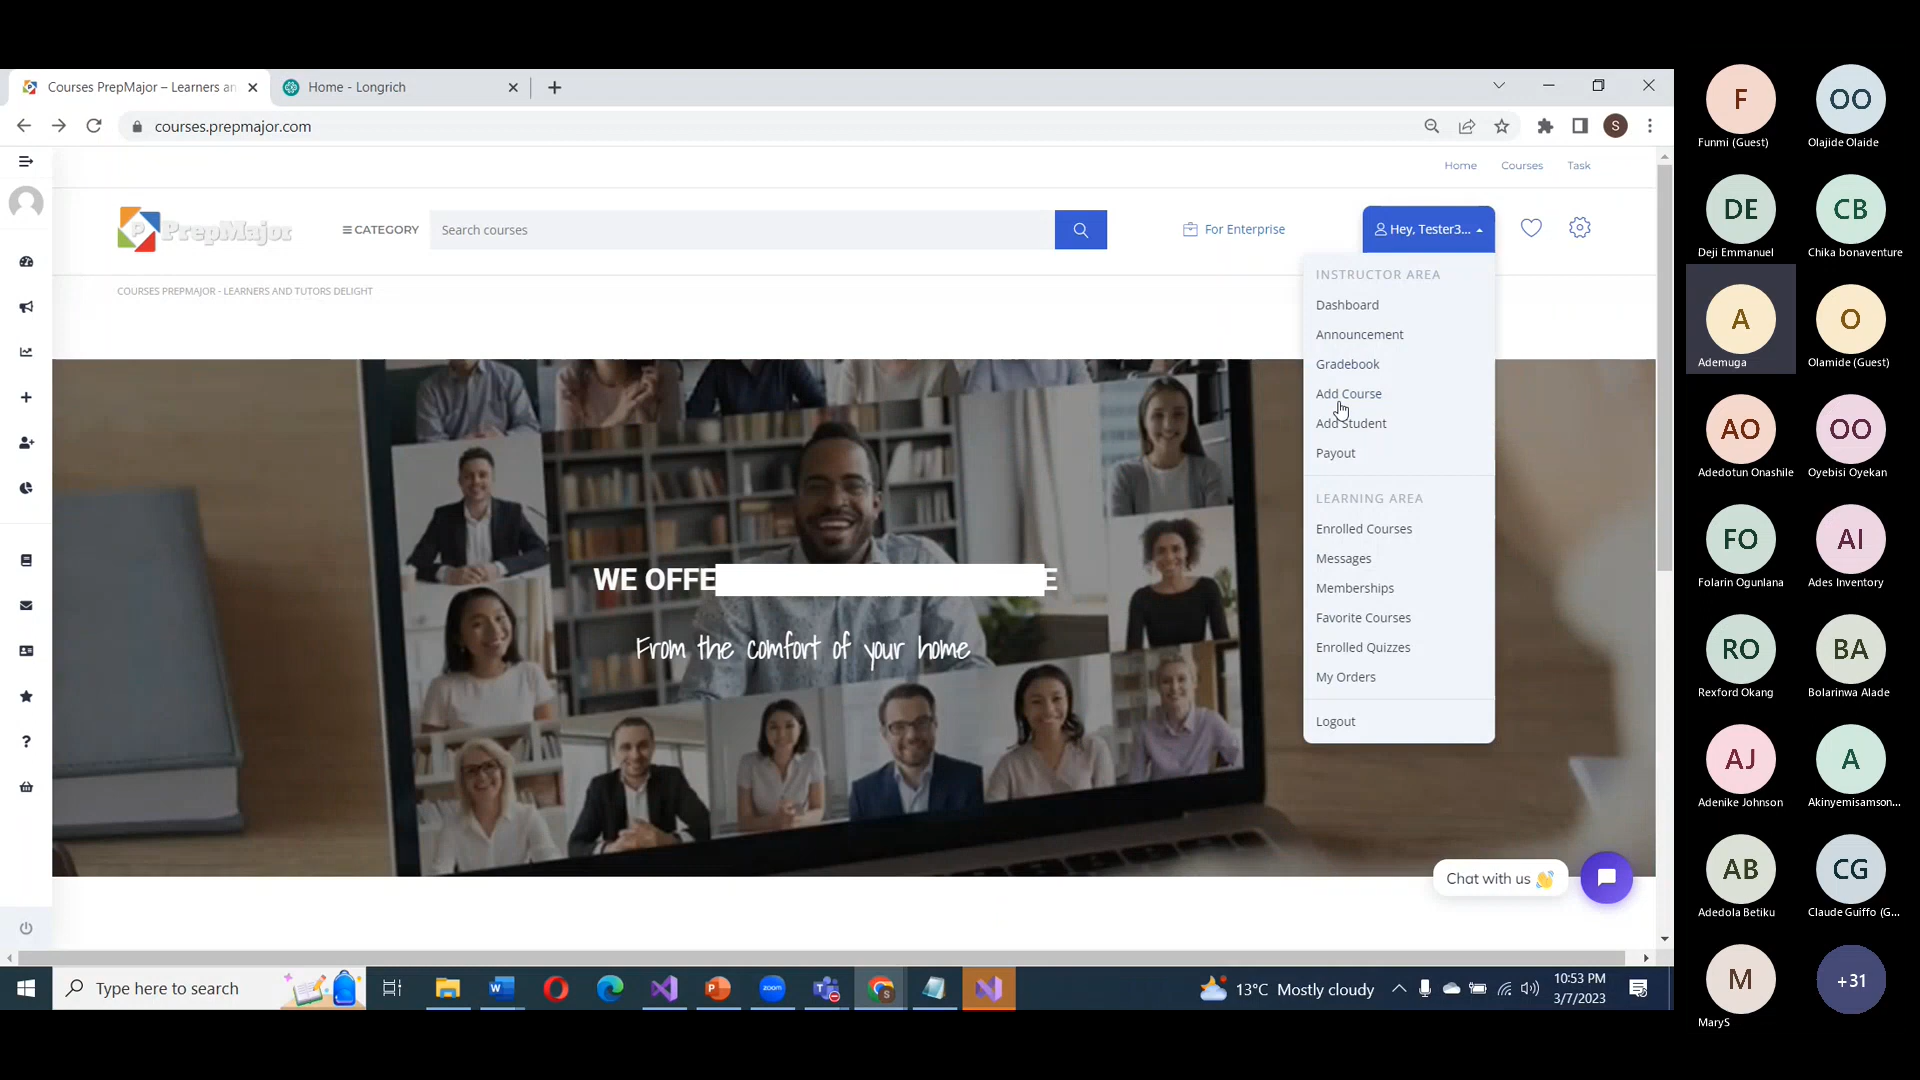 Courses PrepMajor – Learners an
Home - Longrich
courses.prepmajor.com
S
Home
Courses
Task
P PrepMajor
CATEGORY
Search courses
For Enterprise
Hey, Tester3...
COURSES PREPMAJOR - LEARNERS AND TUTORS DELIGHT
INSTRUCTOR AREA
Dashboard
Announcement
Gradebook
Add Course
Add Student
Payout
LEARNING AREA
Enrolled Courses
Messages
Memberships
Favorite Courses
Enrolled Quizzes
My Orders
Logout
WE OFFE
E
From the comfort of your home
Chat with us
Type here to search
zoom
13°C Mostly cloudy
10:53 PM
3/7/2023
F
Funmi (Guest)
OO
Olajide Olaide
DE
Deji Emmanuel
CB
Chika bonaventure
A
Ademuga
O
Olamide (Guest)
AO
Adedotun Onashile
OO
Oyebisi Oyekan
FO
Folarin Ogunlana
AI
Ades Inventory
RO
Rexford Okang
BA
Bolarinwa Alade
AJ
Adenike Johnson
A
Akinyemisamson...
AB
Adedola Betiku
CG
Claude Guiffo (G...
M
MaryS
+31